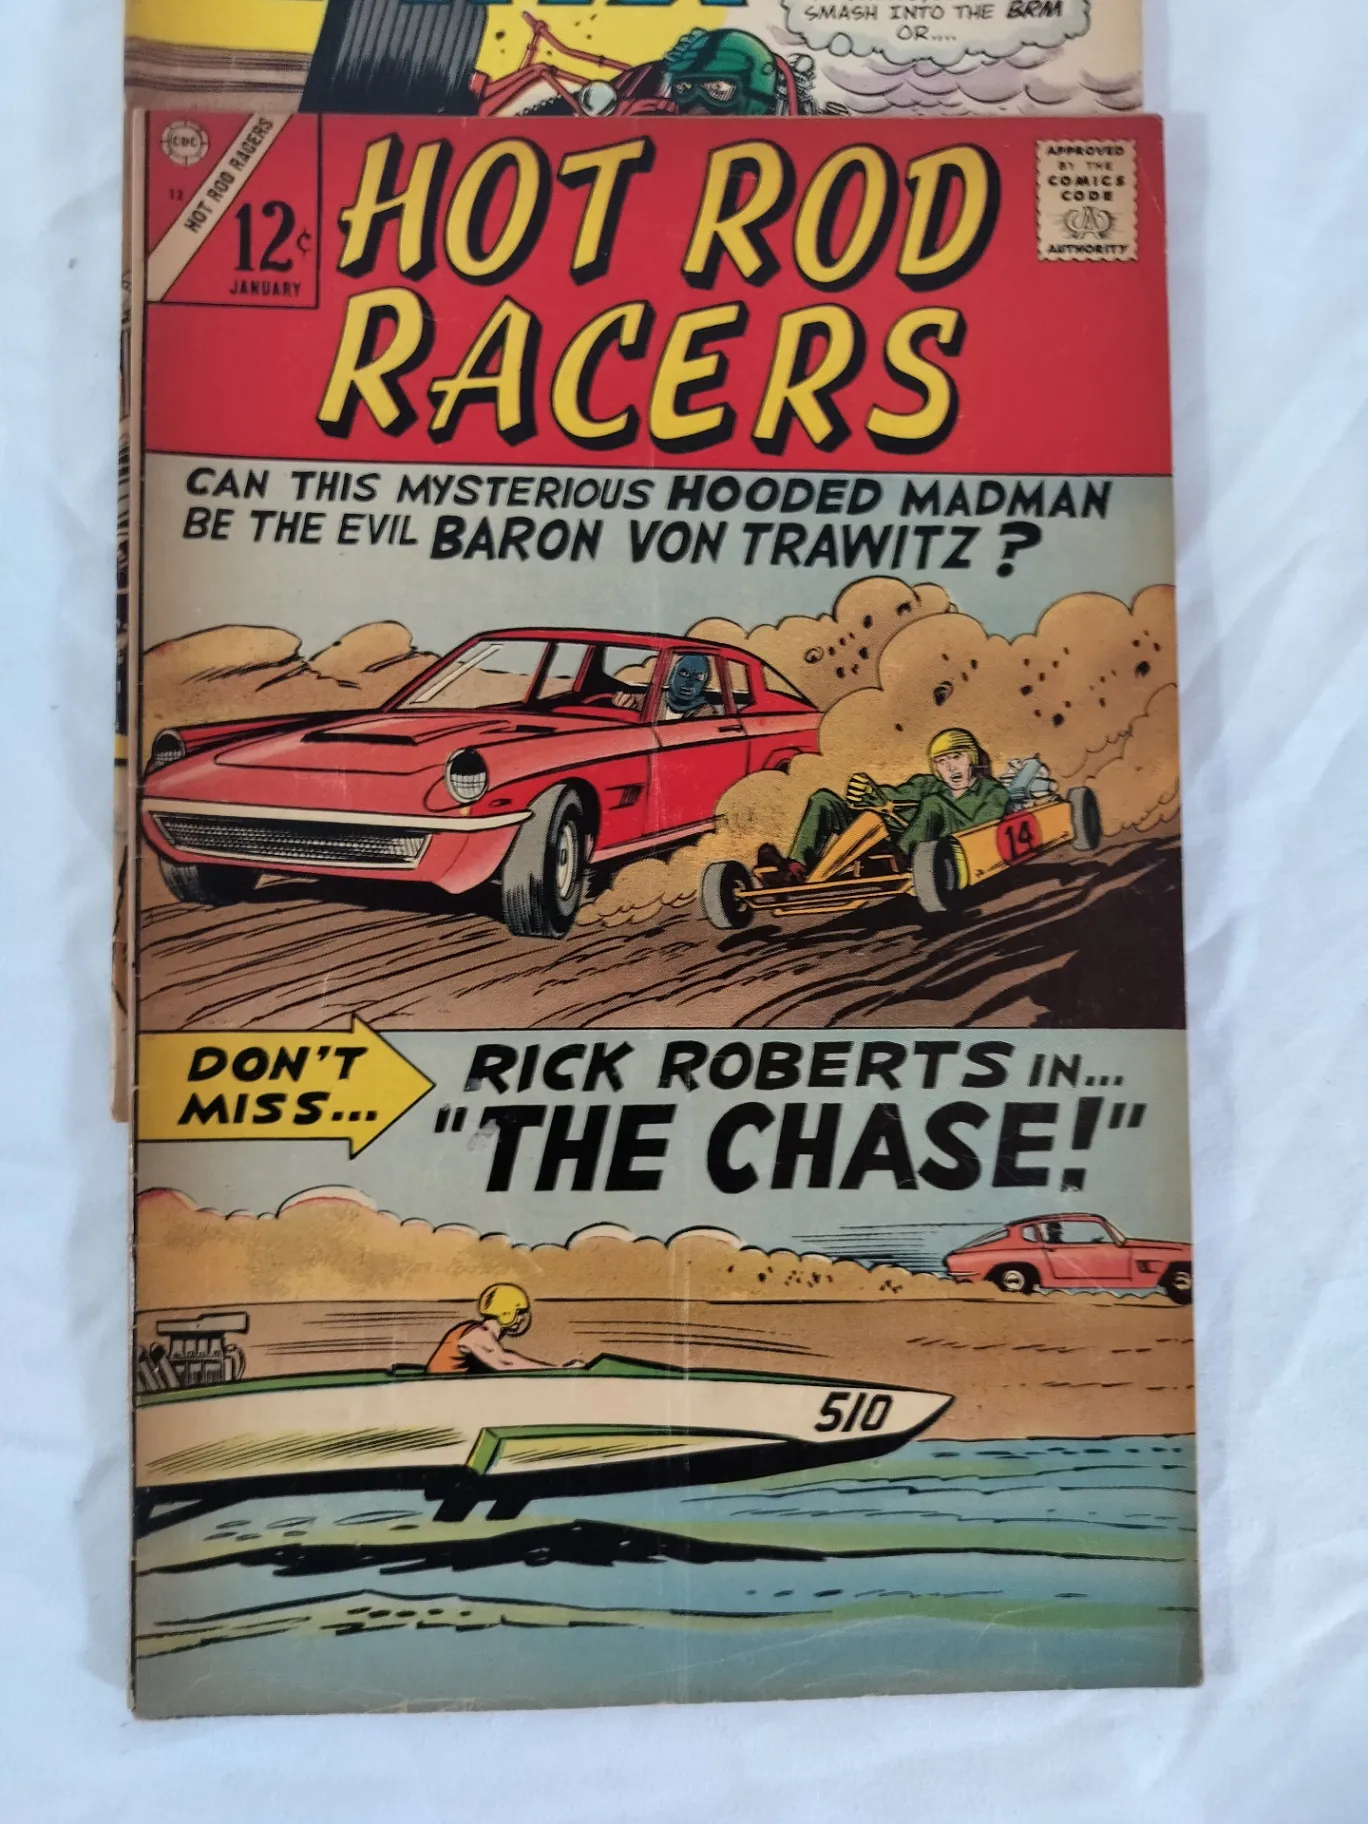 SMASH INTO THE BRM
OR....
CDC
12
HOT ROD RACERS
12¢
JANUARY
HOT ROD
RACERS
APPROVED
BY THE
COMICS
CODE
CA
AUTHORITY
CAN THIS MYSTERIOUS HOODED MADMAN
BE THE EVIL BARON VON TRAWITZ?
14
DON'T
MISS...
RICK ROBERTS IN...
"THE CHASE!"
510